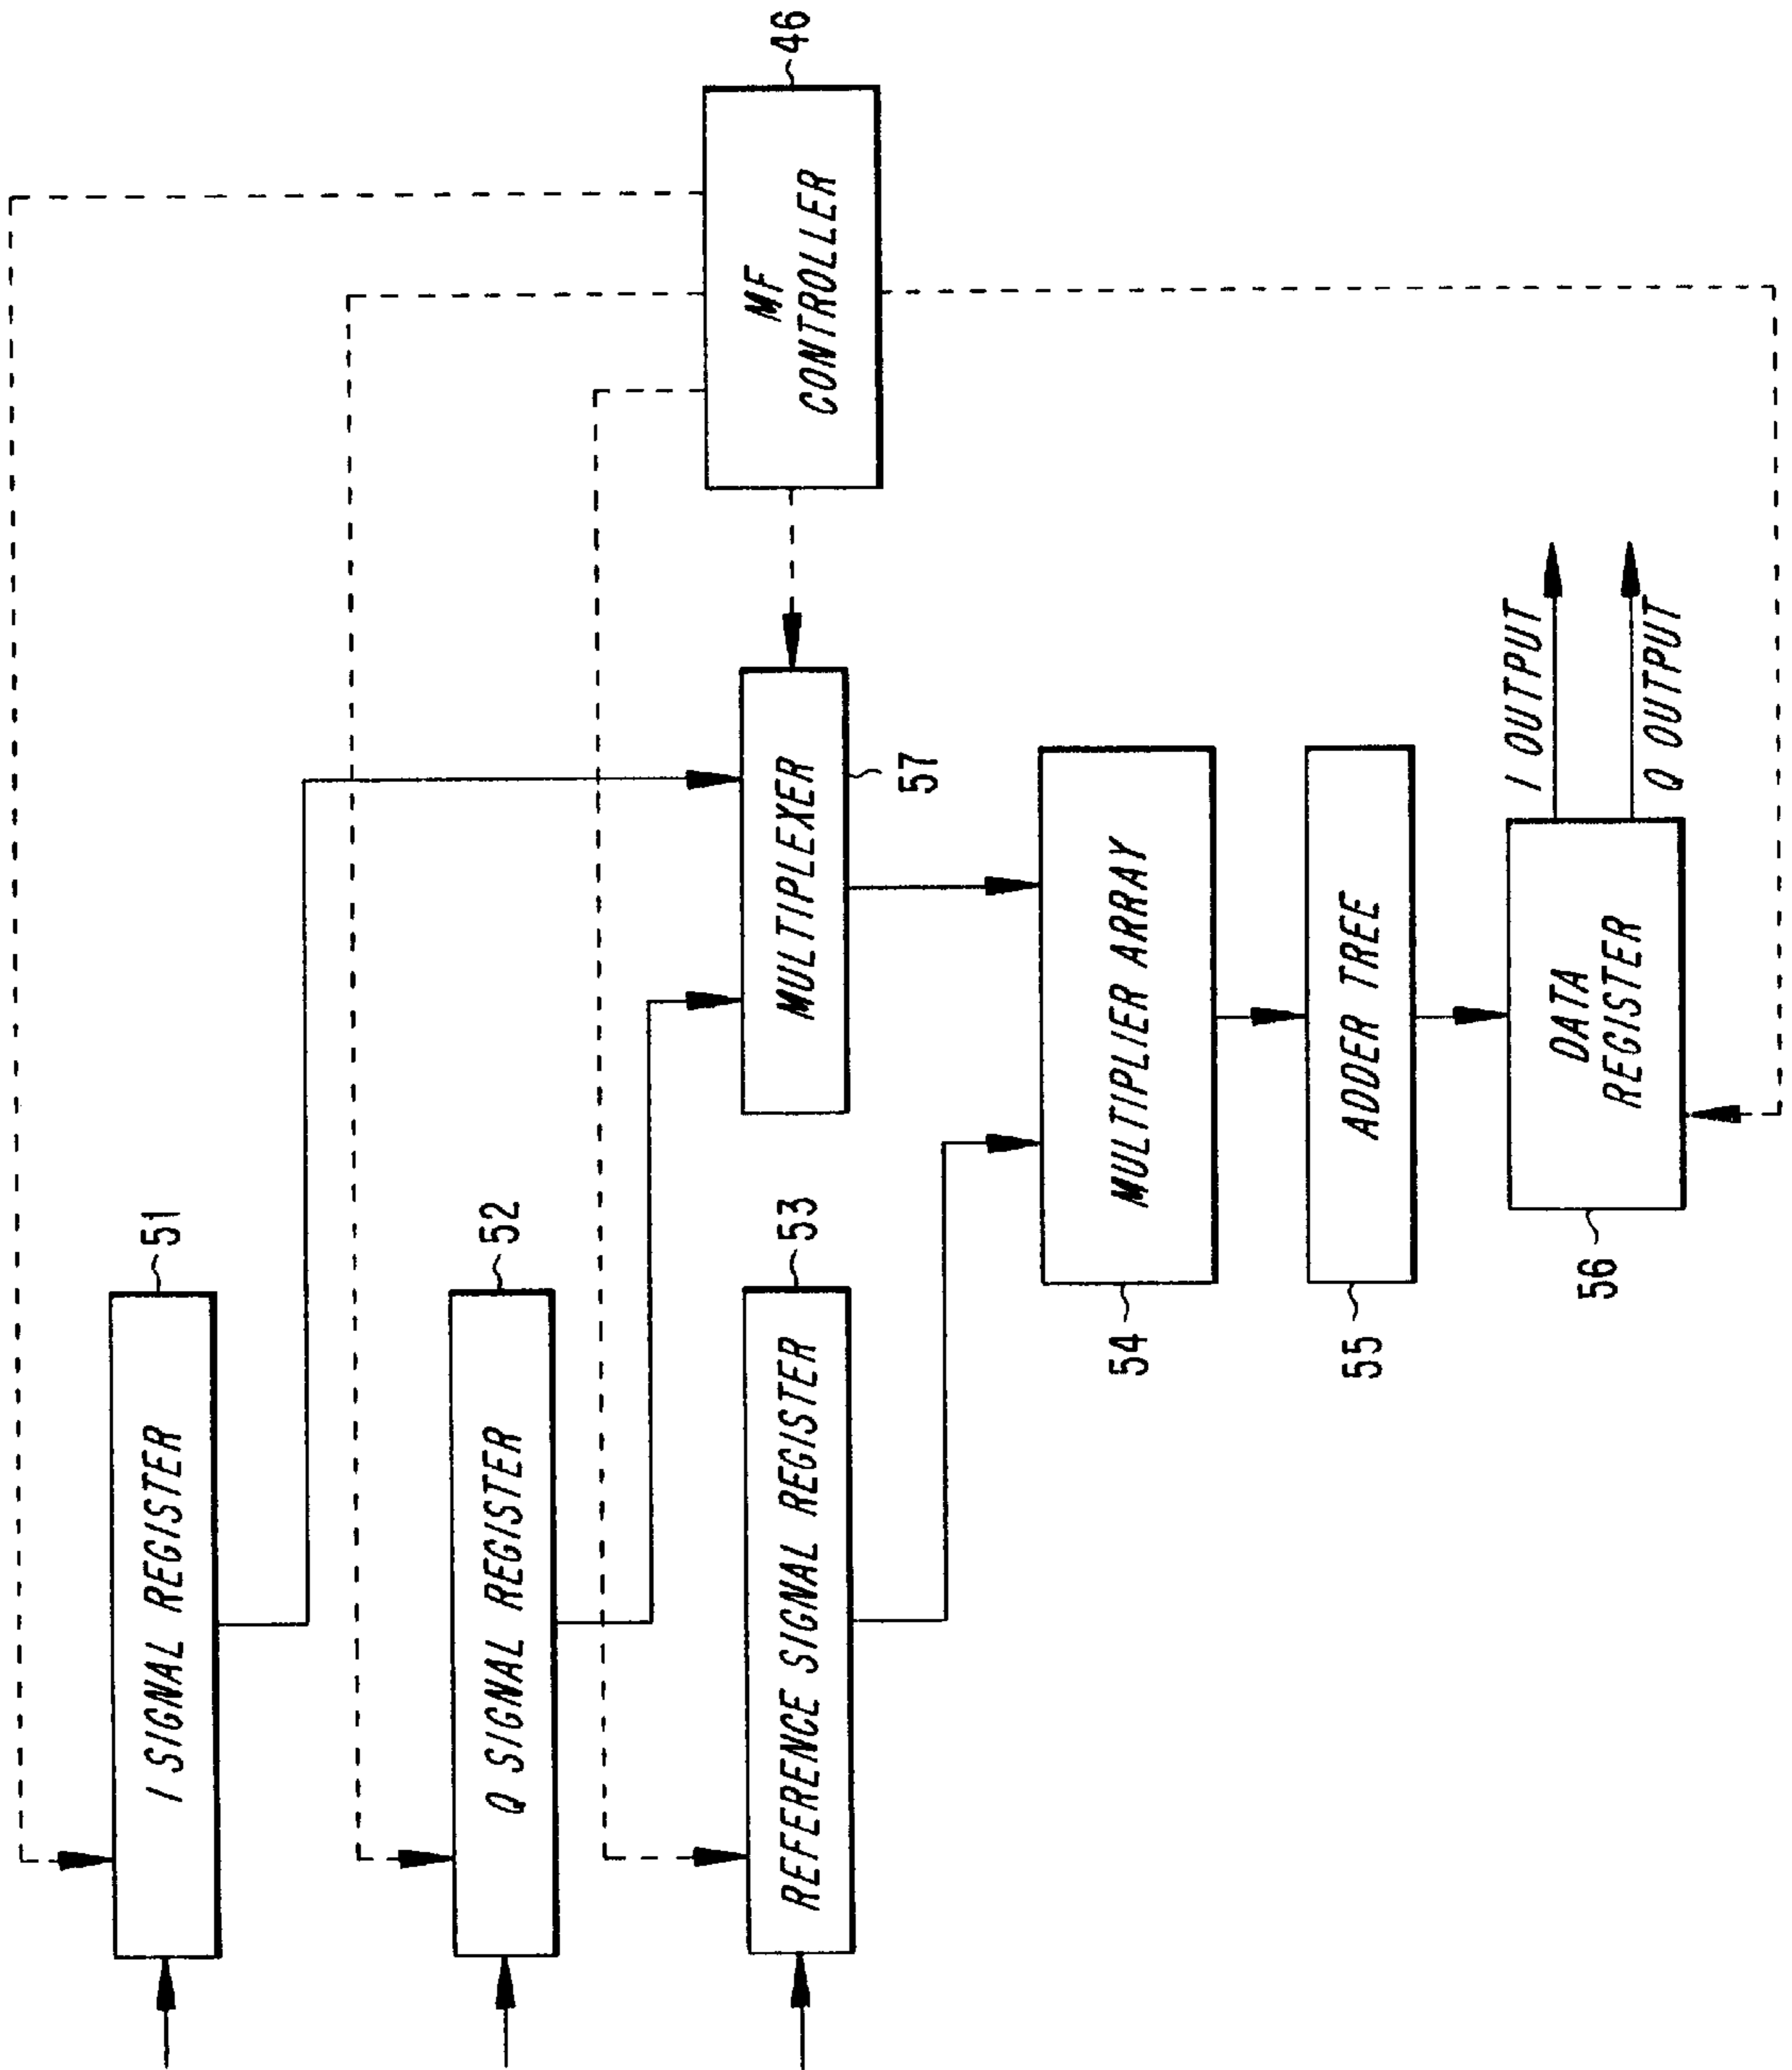 51
I SIGNAL REGISTER
52
Q SIGNAL REGISTER
53
REFERENCE SIGNAL REGISTER
46
MF
CONTROLLER
MULTIPLEXER
57
MULTIPLIER ARRAY
54
ADDER TREE
55
DATA
REGISTER
56
I OUTPUT
Q OUTPUT